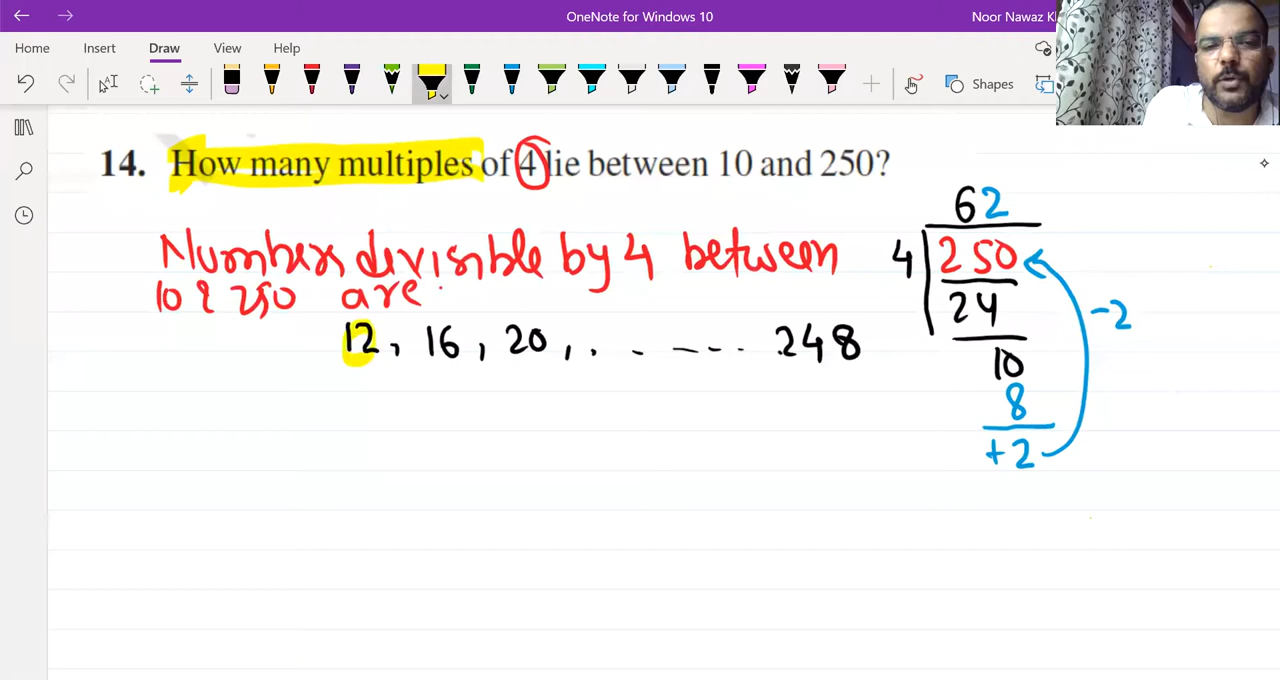 OneNote for Windows 10
Noor Nawaz K
Home Insert Draw View Help
Shapes
14. How many multiples of 4 lie between 10 and 250?
Numbers divisible by 4 between
10 & 250 are
12, 16, 20, . . - --- .. 248
62
4 250
24
10
8
+2
-2